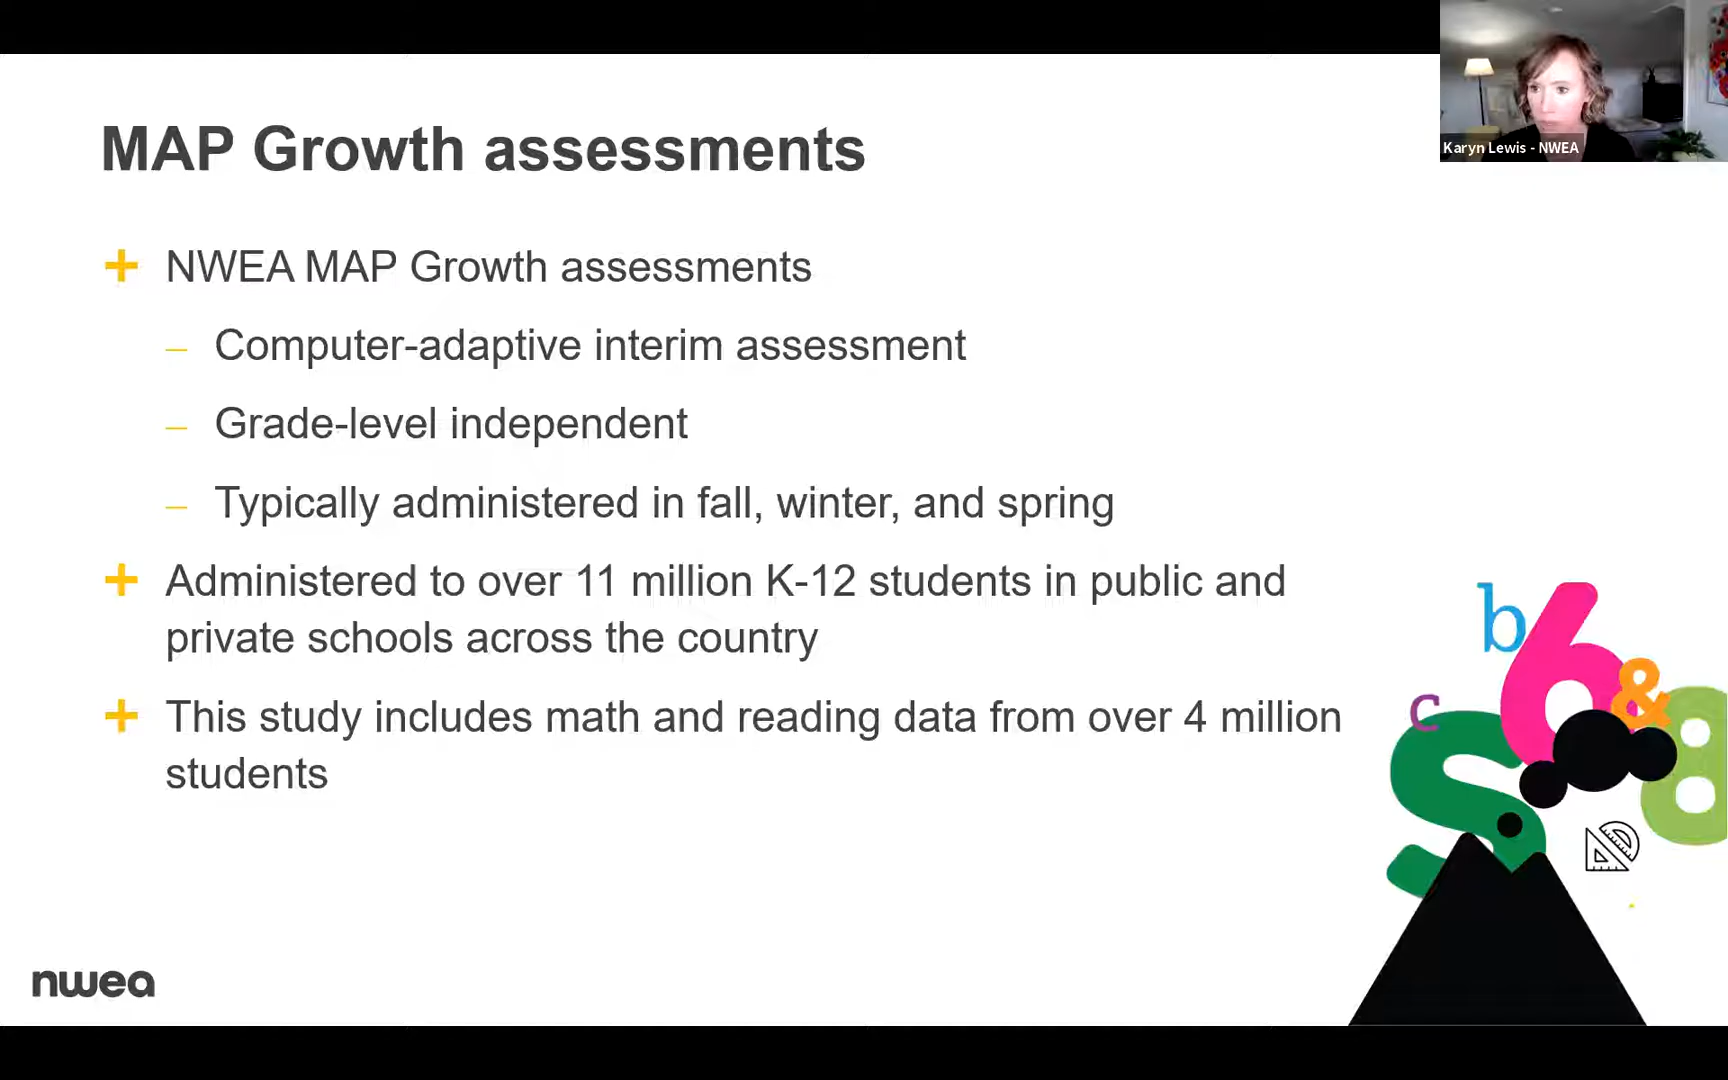 Karyn Lewis - NWEA
MAP Growth assessments
NWEA MAP Growth assessments
– Computer-adaptive interim assessment
– Grade-level independent
– Typically administered in fall, winter, and spring
Administered to over 11 million K-12 students in public and
private schools across the country
This study includes math and reading data from over 4 million
students
b
6
&
c
S
8
nwea